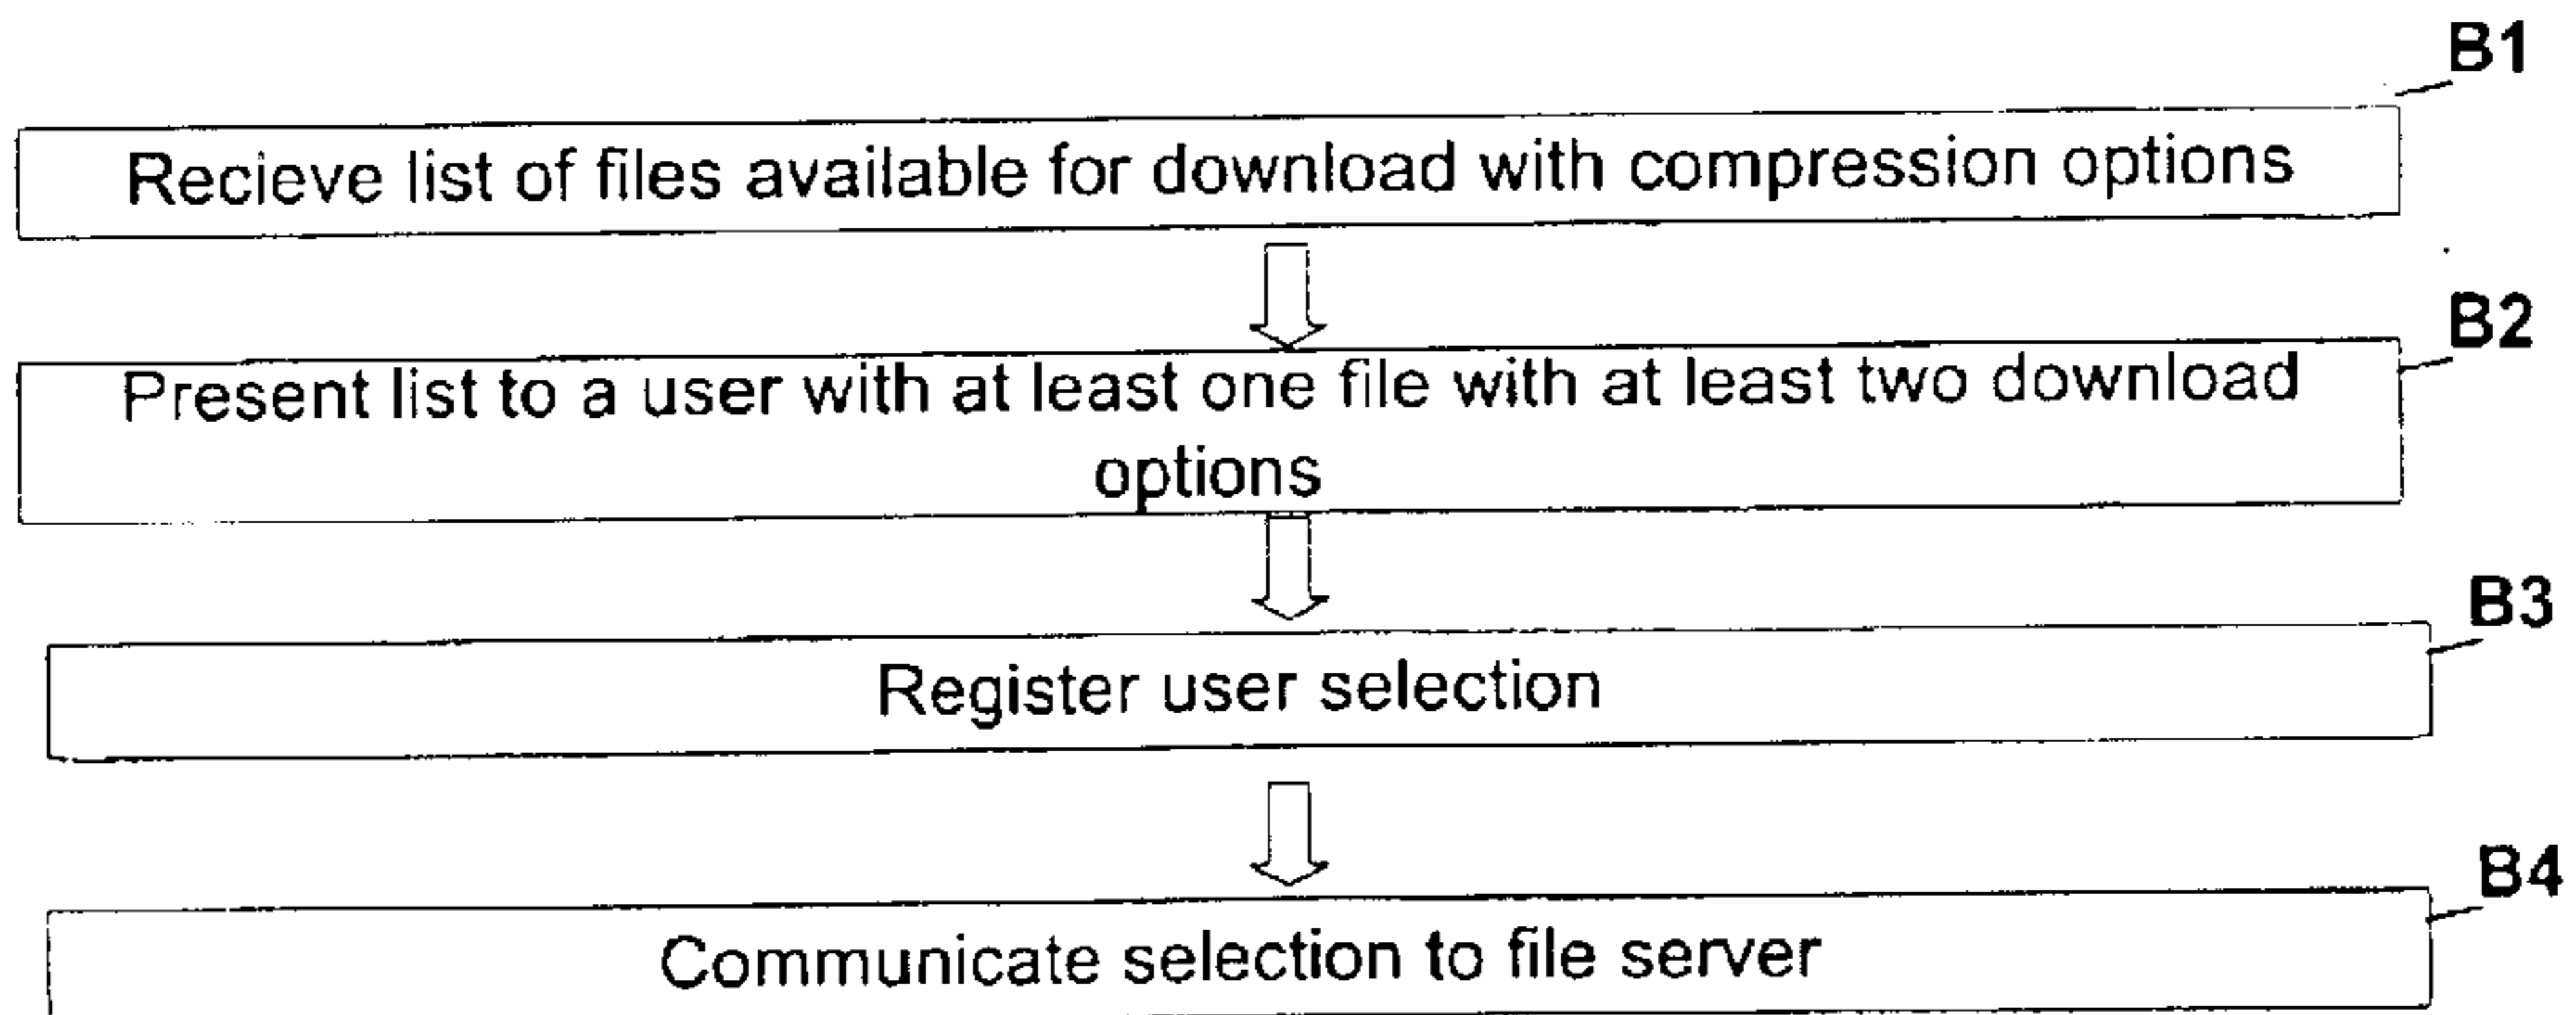 B1
Recieve list of files available for download with compression options
B2
Present list to a user with at least one file with at least two download
options
B3
Register user selection
B4
Communicate selection to file server